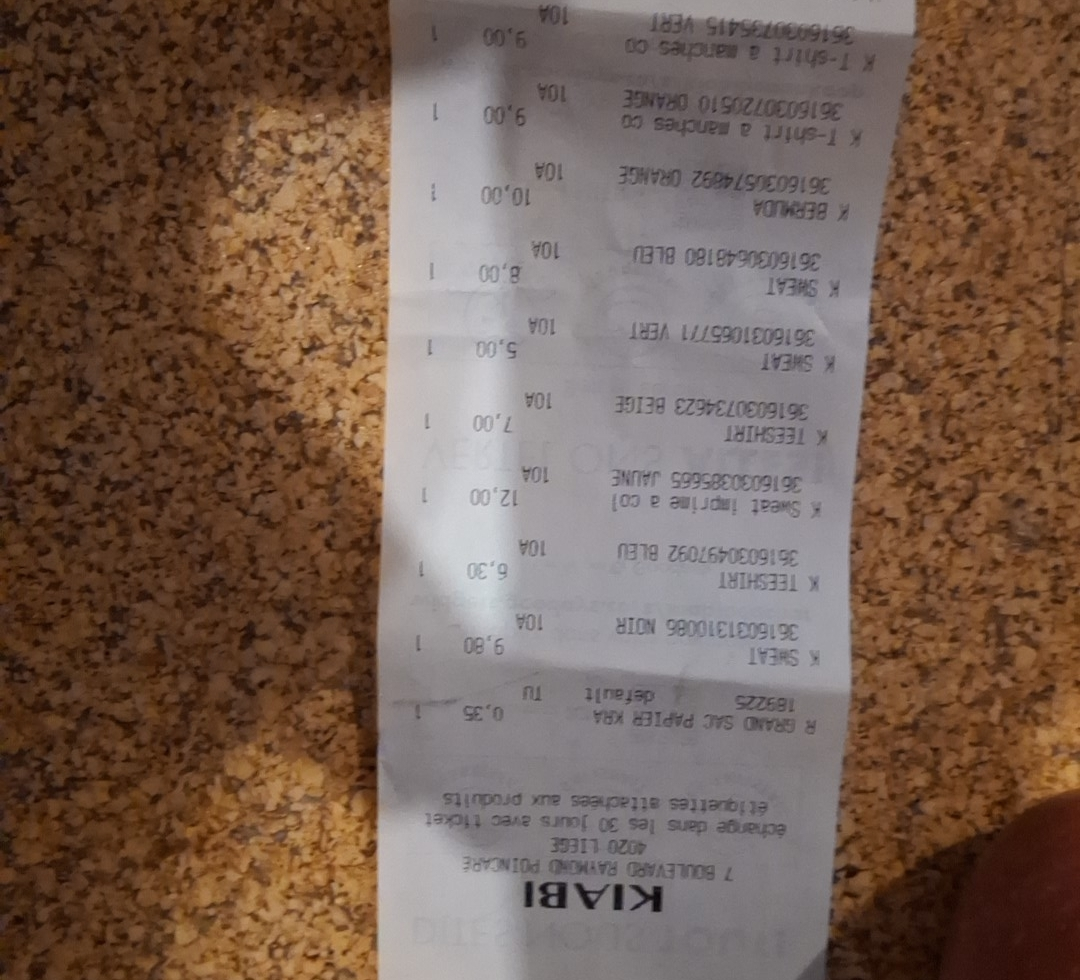 KIABI
7 BOULEVARD RAYMOND POINCARÉ
4020 LIEGE
échange dans les 30 jours avec ticket
étiquettes attachées aux produits
R GRAND SAC PAPIER KRA 0,35 1
189225 default TU
K SWEAT 9,80 1
3616031310086 NOIR 10A
K TEESHIRT 6,30 1
3616030497092 BLEU 10A
K Sweat imprime a col 12,00 1
3616030385665 JAUNE 10A
K TEESHIRT 7,00 1
3616030734623 BEIGE 10A
K SWEAT 5,00 1
3616031065771 VERT 10A
K SWEAT 8,00 1
3616030648180 BLEU 10A
K BERMUDA 10,00 1
3616030574892 ORANGE 10A
K T-shirt a manches co 9,00 1
3616030720510 ORANGE 10A
K T-shirt a manches co 9,00 1
3616030735415 VERT 10A